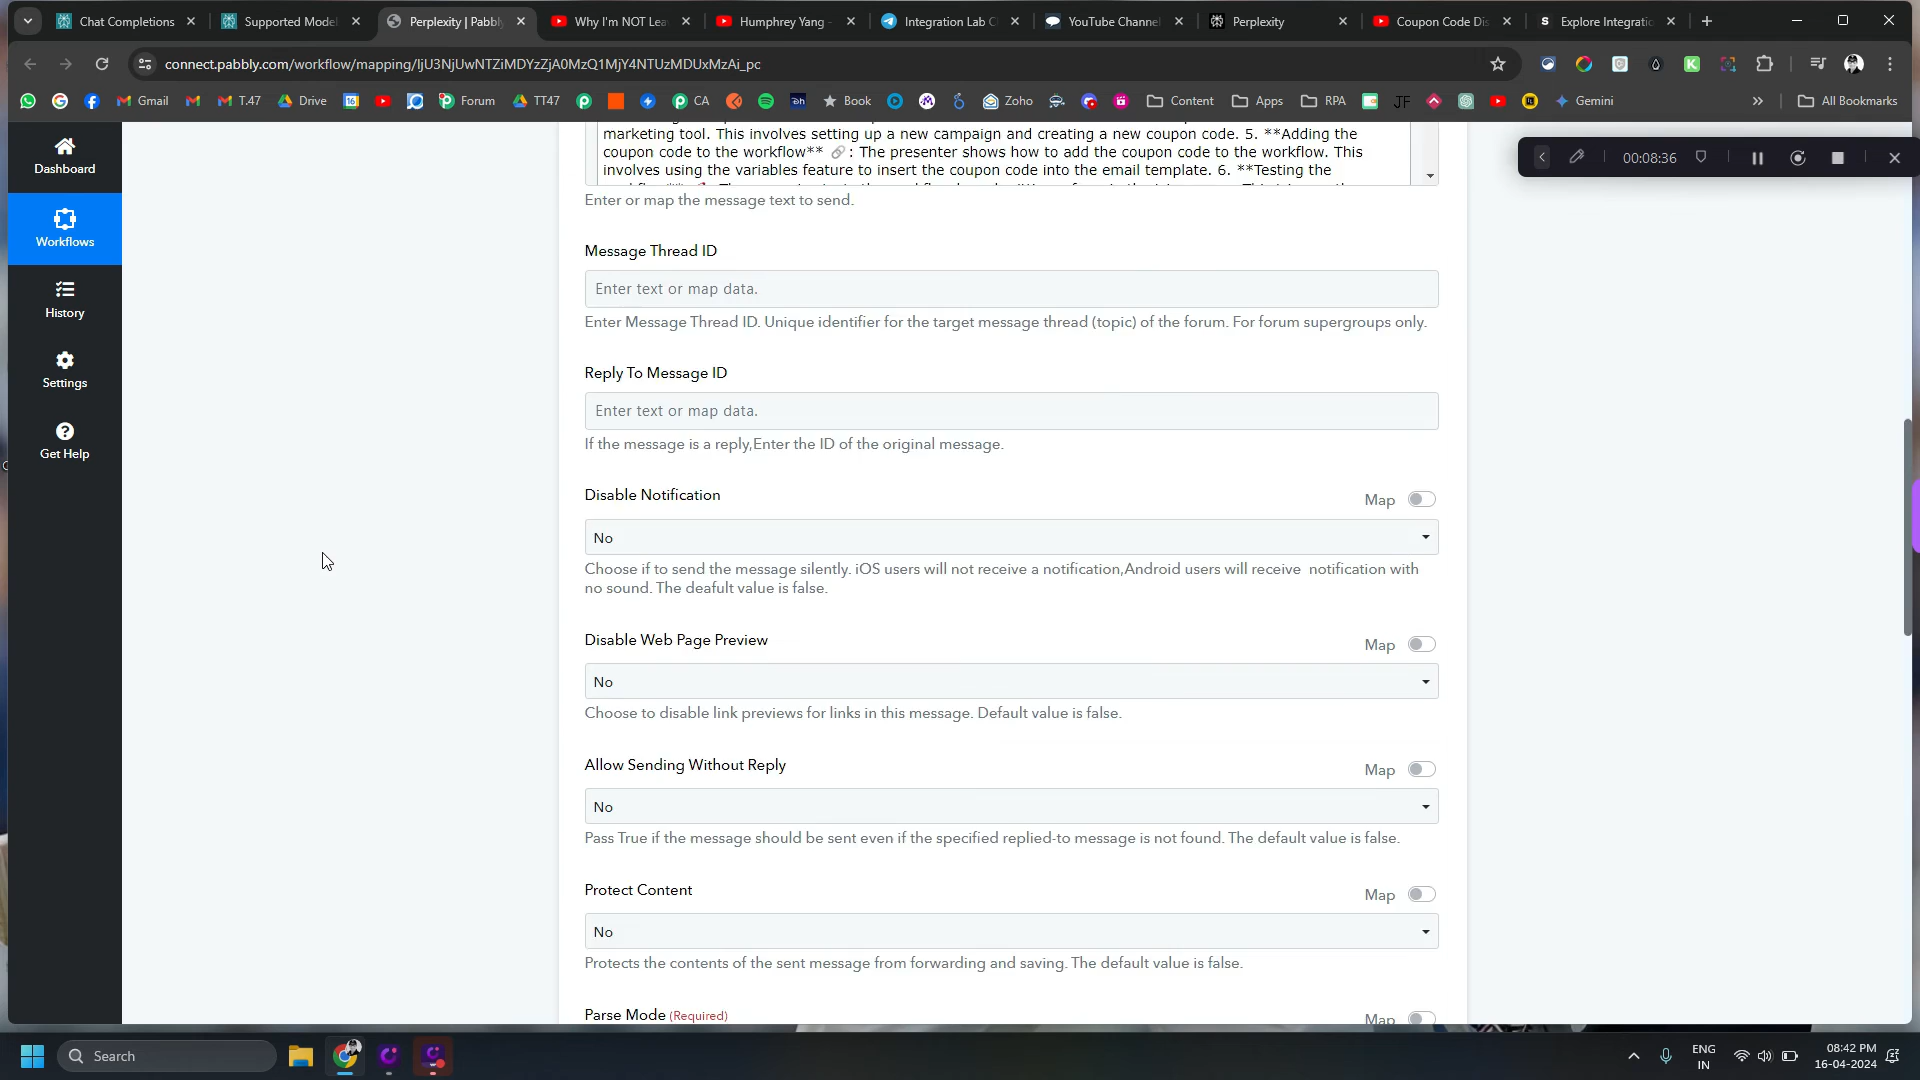 Chat Completions
Supported Model
Perplexity | Pabbly
Why I'm NOT Lea
Humphrey Yang -
Integration Lab C
YouTube Channel
Perplexity
Coupon Code Dis
Explore Integratio
connect.pabbly.com/workflow/mapping/IjU3NjUwNTZiMDYzZjA0MzQ1MjY4NTUzMDUxMzAi_pc
Gmail
T.47
Drive
Forum
TT47
CA
Book
Zoho
Content
Apps
RPA
JF
Gemini
All Bookmarks
Dashboard
Workflows
History
Settings
Get Help
00:08:36
marketing tool. This involves setting up a new campaign and creating a new coupon code. 5. **Adding the
coupon code to the workflow** 🔗: The presenter shows how to add the coupon code to the workflow. This
involves using the variables feature to insert the coupon code into the email template. 6. **Testing the
Enter or map the message text to send.
Message Thread ID
Enter text or map data.
Enter Message Thread ID. Unique identifier for the target message thread (topic) of the forum. For forum supergroups only.
Reply To Message ID
Enter text or map data.
If the message is a reply,Enter the ID of the original message.
Disable Notification
Map
No
Choose if to send the message silently. iOS users will not receive a notification,Android users will receive notification with
no sound. The deafult value is false.
Disable Web Page Preview
Map
No
Choose to disable link previews for links in this message. Default value is false.
Allow Sending Without Reply
Map
No
Pass True if the message should be sent even if the specified replied-to message is not found. The default value is false.
Protect Content
Map
No
Protects the contents of the sent message from forwarding and saving. The default value is false.
Parse Mode (Required)
Map
Search
ENG
IN
08:42 PM
16-04-2024